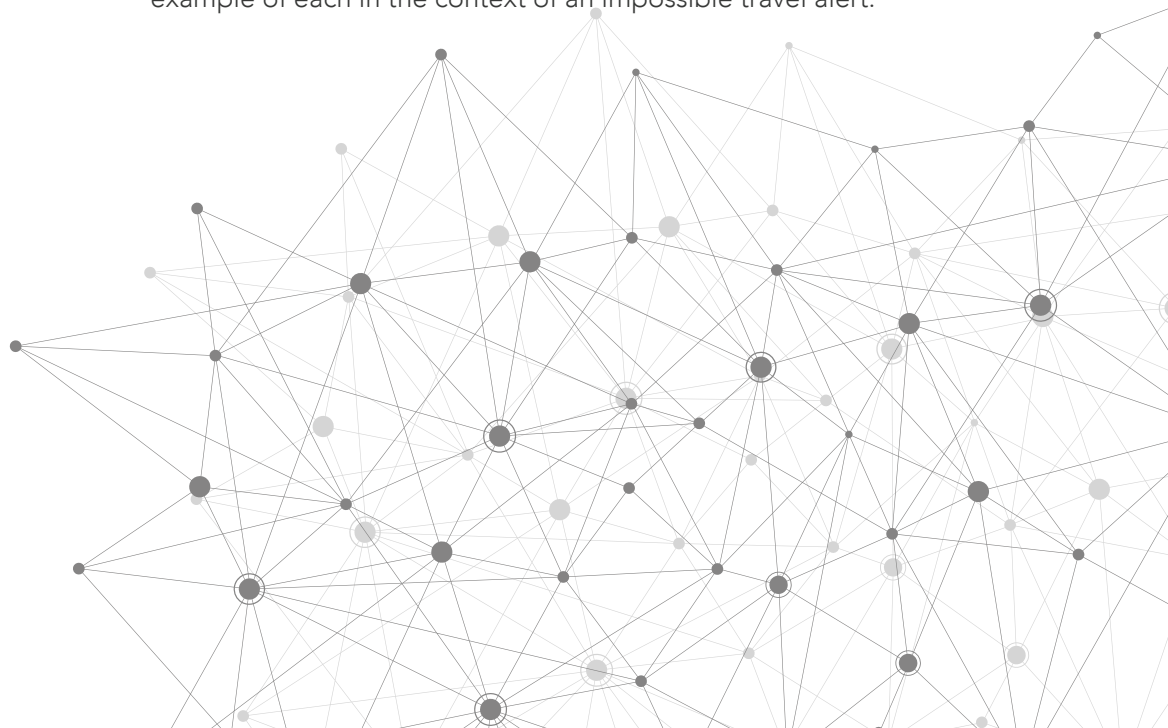 example of each in the context of an impossible travel alert.